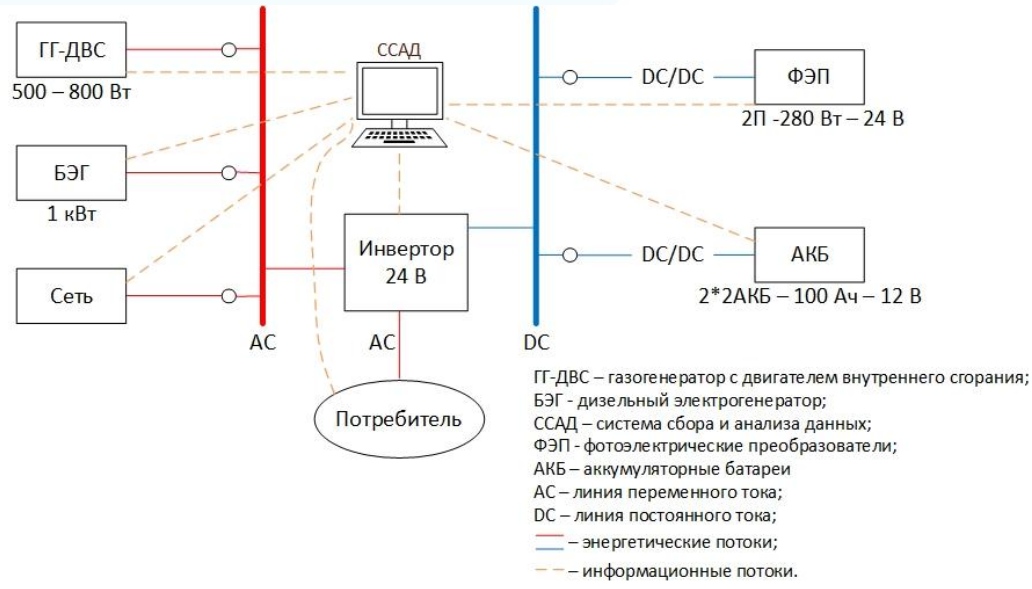 ГГ-ДВС
500 – 800 Вт
БЭГ
1 кВт
Сеть
AC
ССАД
Инвертор
24 В
AC
Потребитель
DC
DC/DC
ФЭП
2П -280 Вт – 24 В
DC/DC
АКБ
2*2АКБ – 100 Ач – 12 В
ГГ-ДВС – газогенератор с двигателем внутреннего сгорания;
БЭГ - дизельный электрогенератор;
ССАД – система сбора и анализа данных;
ФЭП - фотоэлектрические преобразователи;
АКБ – аккумуляторные батареи
AC – линия переменного тока;
DC – линия постоянного тока;
– энергетические потоки;
– информационные потоки.